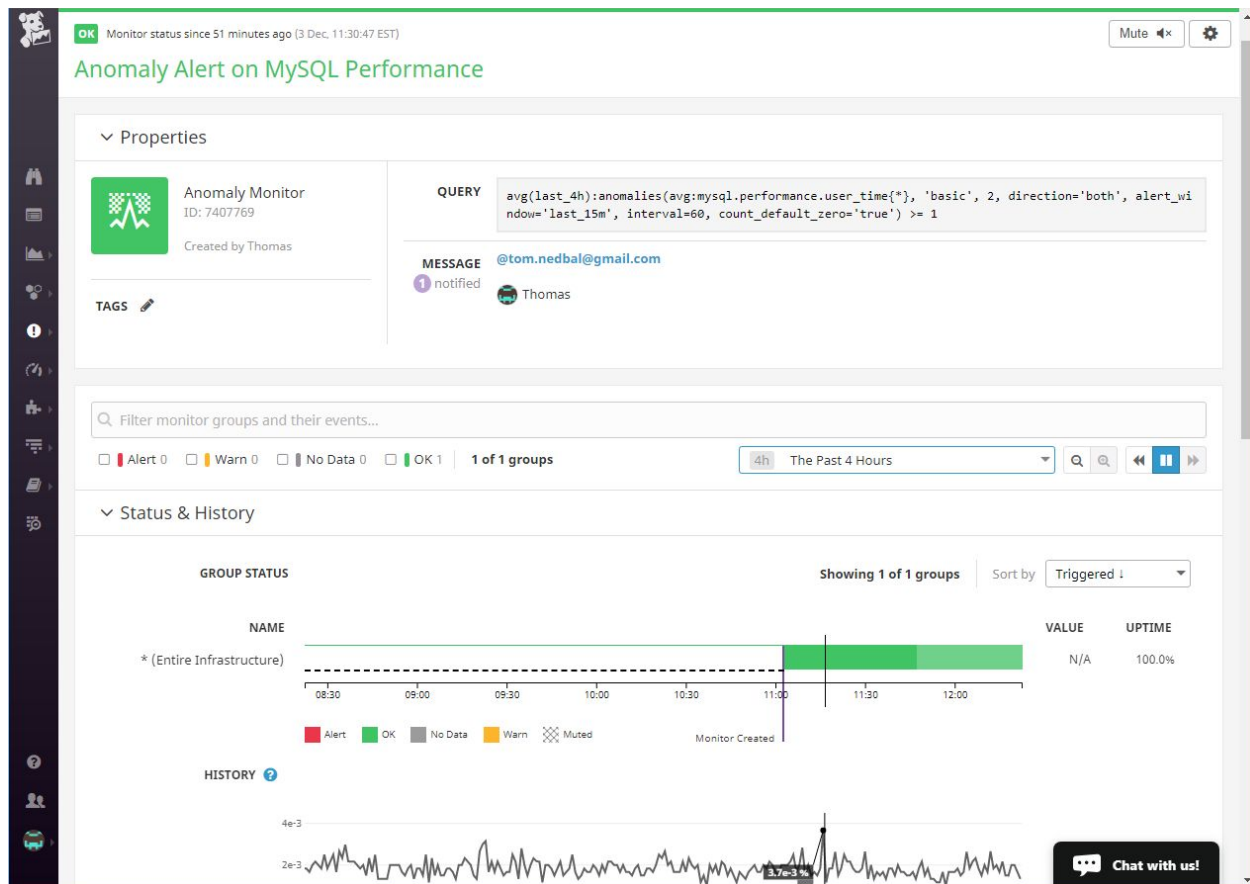 OK Monitor status since 51 minutes ago (3 Dec, 11:30:47 EST)
Mute
Anomaly Alert on MySQL Performance
Properties
Anomaly Monitor
ID: 7407769
Created by Thomas
TAGS
QUERY
avg(last_4h):anomalies(avg:mysql.performance.user_time{*}, 'basic', 2, direction='both', alert_wi
ndow='last_15m', interval=60, count_default_zero='true') >= 1
MESSAGE
1 notified
@tom.nedbal@gmail.com
Thomas
Filter monitor groups and their events...
Alert 0 Warn 0 No Data 0 OK 1 1 of 1 groups
4h The Past 4 Hours
Status & History
GROUP STATUS
Showing 1 of 1 groups Sort by Triggered ↓
NAME VALUE UPTIME
* (Entire Infrastructure) N/A 100.0%
08:30 09:00 09:30 10:00 10:30 11:00 11:30 12:00
Alert OK No Data Warn Muted
Monitor Created
HISTORY ?
4e-3
2e-3
3.7e-3 %
Chat with us!